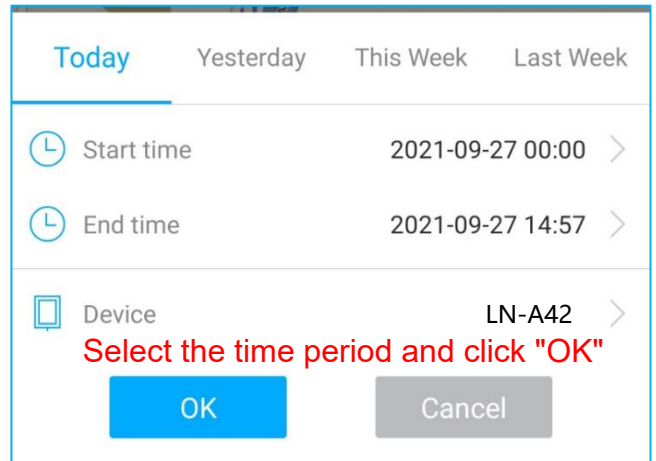 Today Yesterday This Week Last Week
Start time 2021-09-27 00:00
End time 2021-09-27 14:57
Device LN-A42
Select the time period and click "OK"
OK Cancel